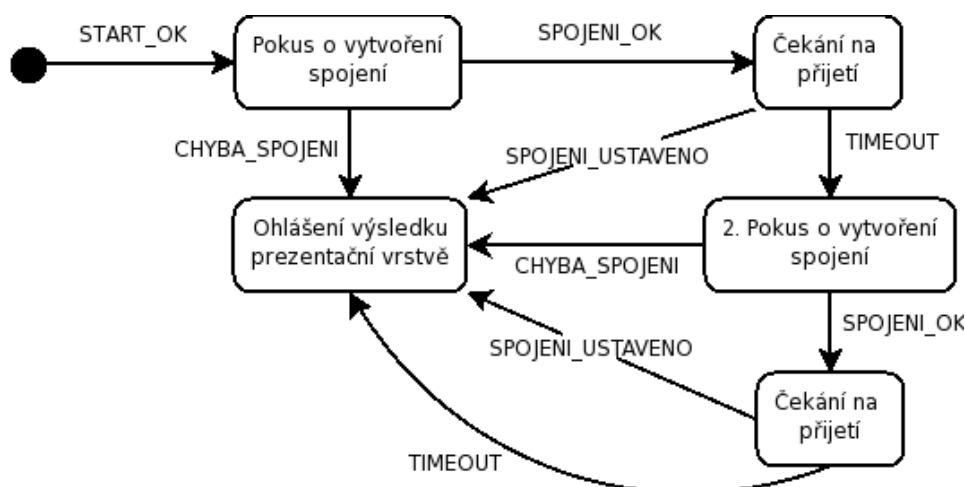 START_OK
Pokus o vytvoření
spojení
SPOJENI_OK
Čekání na
přijetí
CHYBA_SPOJENI
SPOJENI_USTAVENO
TIMEOUT
Ohlášení výsledku
prezentační vrstvě
CHYBA_SPOJENI
2. Pokus o vytvoření
spojení
SPOJENI_USTAVENO
SPOJENI_OK
Čekání na
přijetí
TIMEOUT